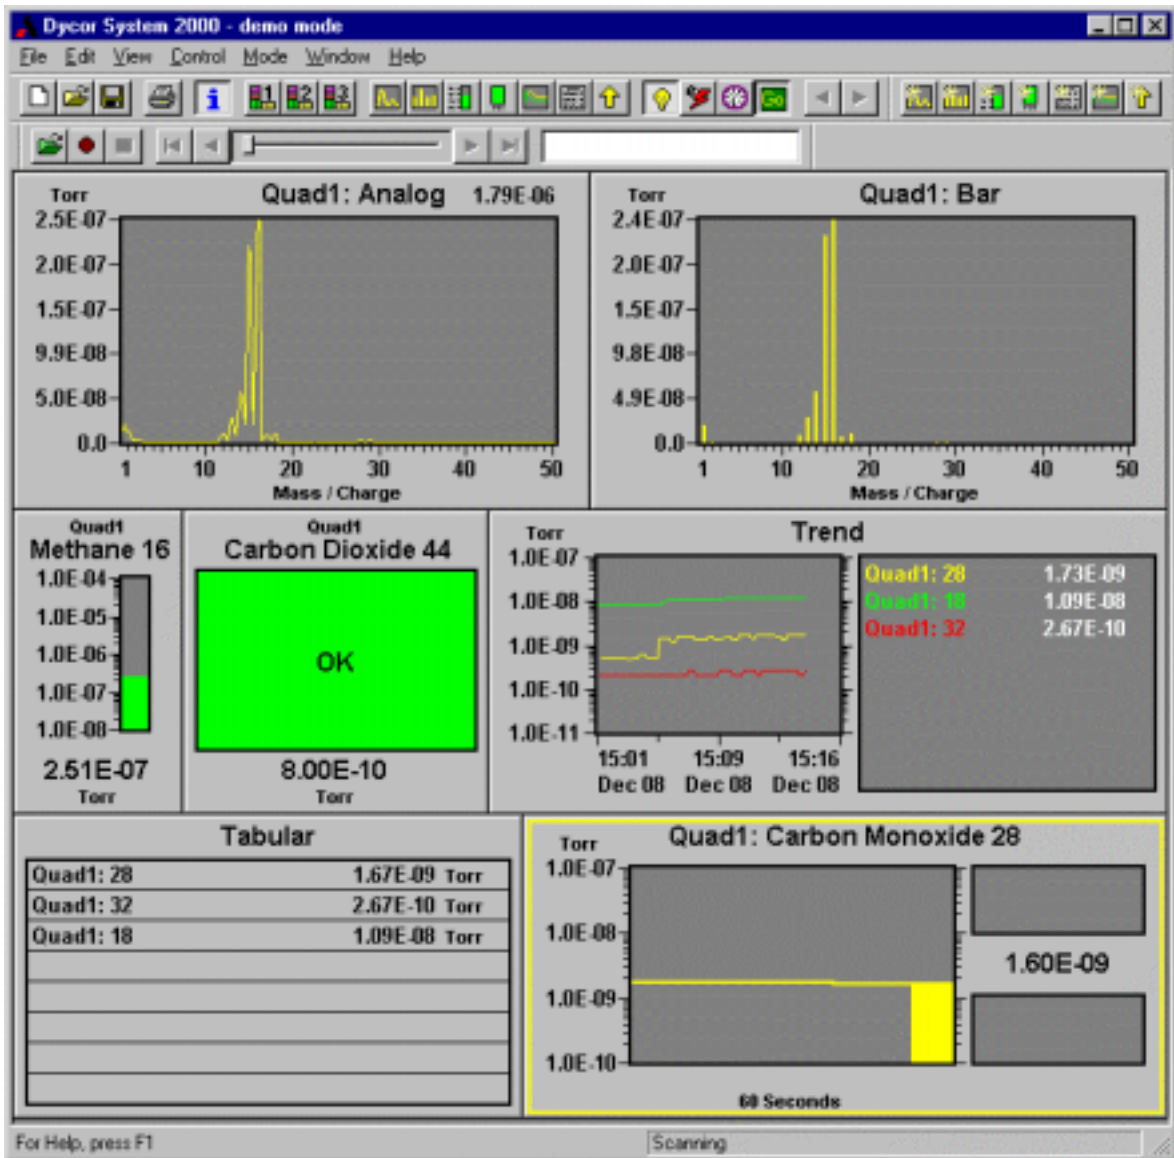 Dycor System 2000 - demo mode
File Edit View Control Mode Window Help
1 2 3 Go
Torr Quad1: Analog 1.79E-06
2.5E-07
2.0E-07
1.5E-07
9.9E-08
5.0E-08
0.0
1 10 20 30 40 50
Mass / Charge
Torr Quad1: Bar
2.4E-07
2.0E-07
1.5E-07
9.8E-08
4.9E-08
0.0
1 10 20 30 40 50
Mass / Charge
Quad1
Methane 16
1.0E-04
1.0E-05
1.0E-06
1.0E-07
1.0E-08
2.51E-07
Torr
Quad1
Carbon Dioxide 44
OK
8.00E-10
Torr
Torr Trend
1.0E-07
1.0E-08
1.0E-09
1.0E-10
1.0E-11
15:01 15:09 15:16
Dec 08 Dec 08 Dec 08
Quad1: 28 1.73E-09
Quad1: 18 1.09E-08
Quad1: 32 2.67E-10
Tabular
Quad1: 28 1.67E-09 Torr
Quad1: 32 2.67E-10 Torr
Quad1: 18 1.09E-08 Torr
Torr Quad1: Carbon Monoxide 28
1.0E-07
1.0E-08
1.0E-09
1.0E-10
1.60E-09
60 Seconds
For Help, press F1 Scanning